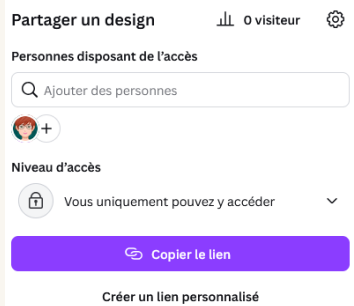 Partager un design
0 visiteur
Personnes disposant de l’accès
Ajouter des personnes
Niveau d’accès
Vous uniquement pouvez y accéder
Copier le lien
Créer un lien personnalisé